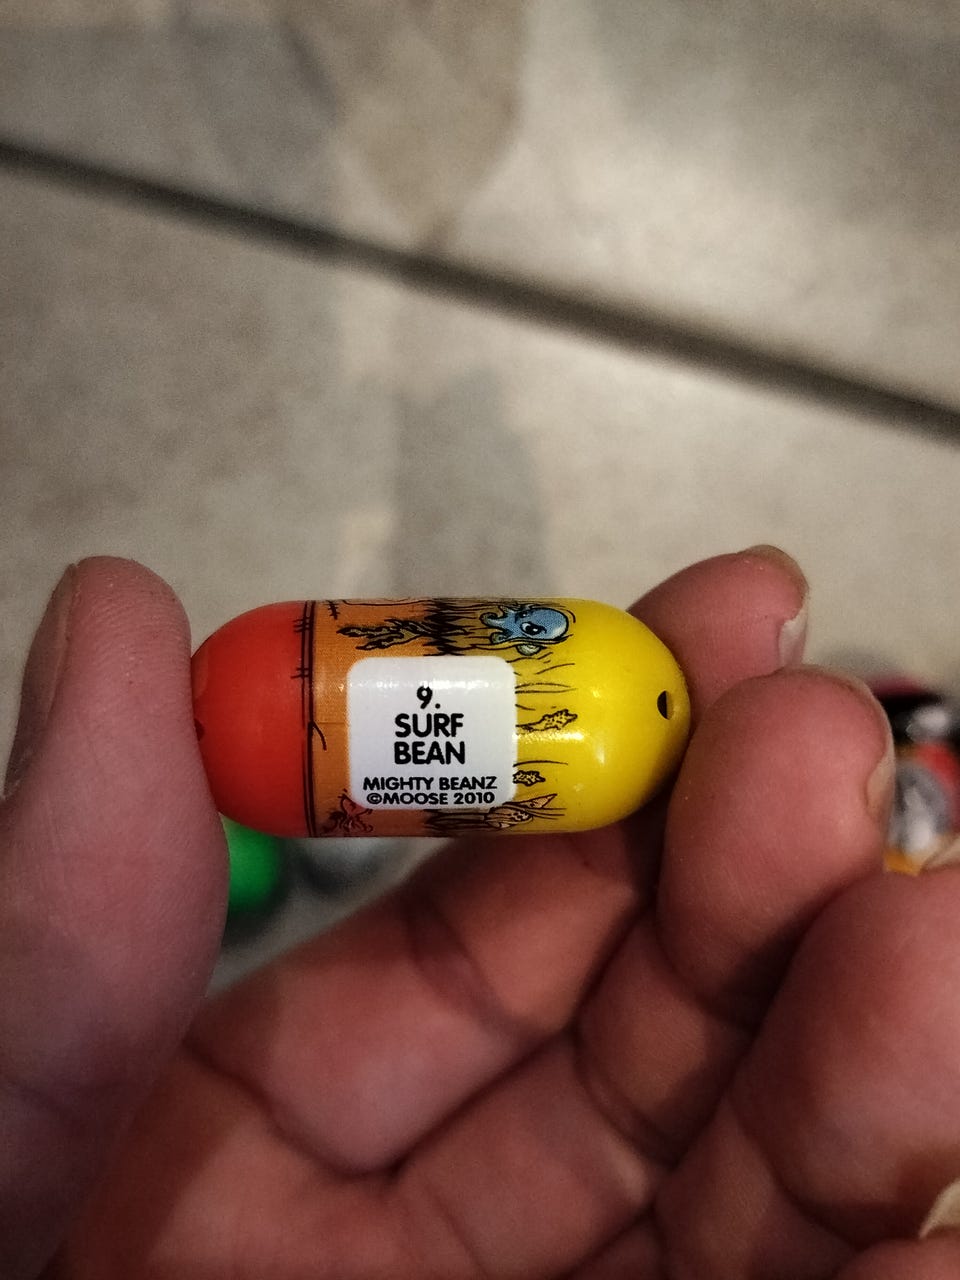 9.
SURF
BEAN
MIGHTY BEANZ
©MOOSE 2010